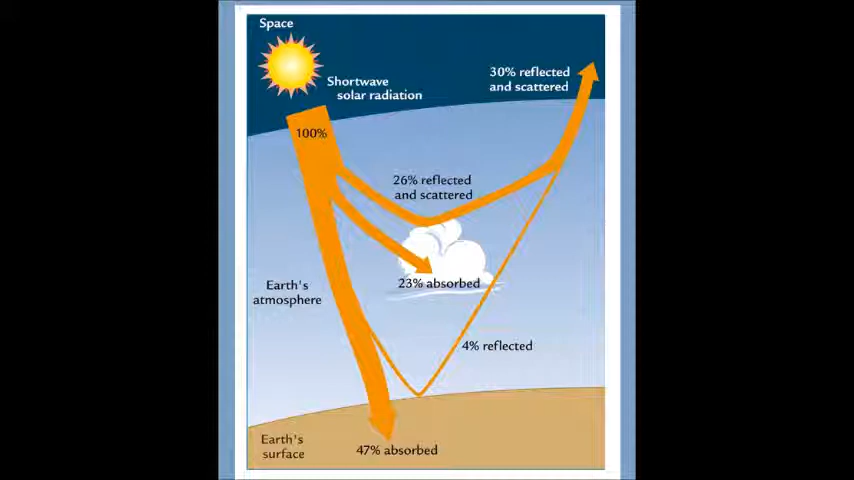 Space
Shortwave
solar radiation
30% reflected
and scattered
100%
26% reflected
and scattered
23% absorbed
Earth's
atmosphere
4% reflected
Earth's
surface
47% absorbed